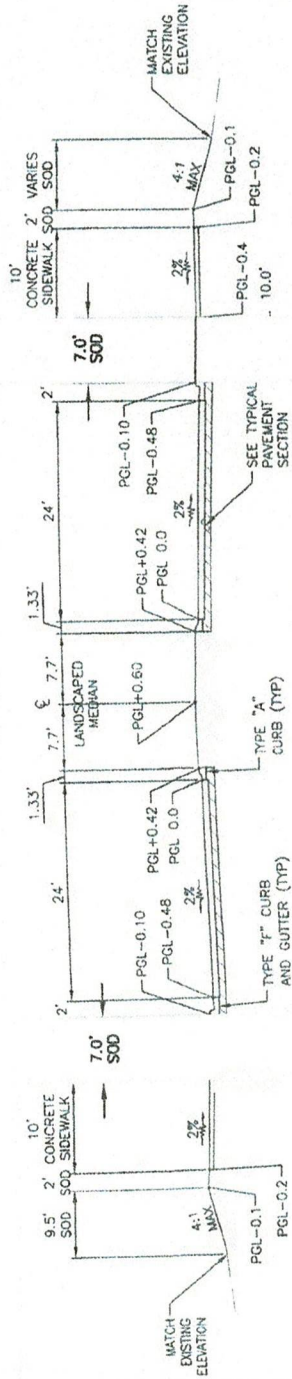 9.5'
SOD
2'
SOD
10'
CONCRETE
SIDEWALK
7.0'
SOD
2'
24'
1.33'
7.7'
℄
7.7'
LANDSCAPED
MEDIAN
1.33'
24'
2'
7.0'
SOD
10'
CONCRETE
SIDEWALK
2'
SOD
VARIES
SOD
MATCH
EXISTING
ELEVATION
4:1
MAX
2%
PGL-0.1
PGL-0.2
PGL-0.10
PGL-0.48
2%
PGL+0.42
PGL 0.0
PGL+0.60
PGL+0.42
PGL 0.0
2%
PGL-0.10
PGL-0.48
2%
4:1
MAX
MATCH
EXISTING
ELEVATION
PGL-0.4
PGL-0.1
PGL-0.2
10.0'
TYPE "F" CURB
AND GUTTER (TYP)
TYPE "A"
CURB (TYP)
SEE TYPICAL
PAVEMENT
SECTION